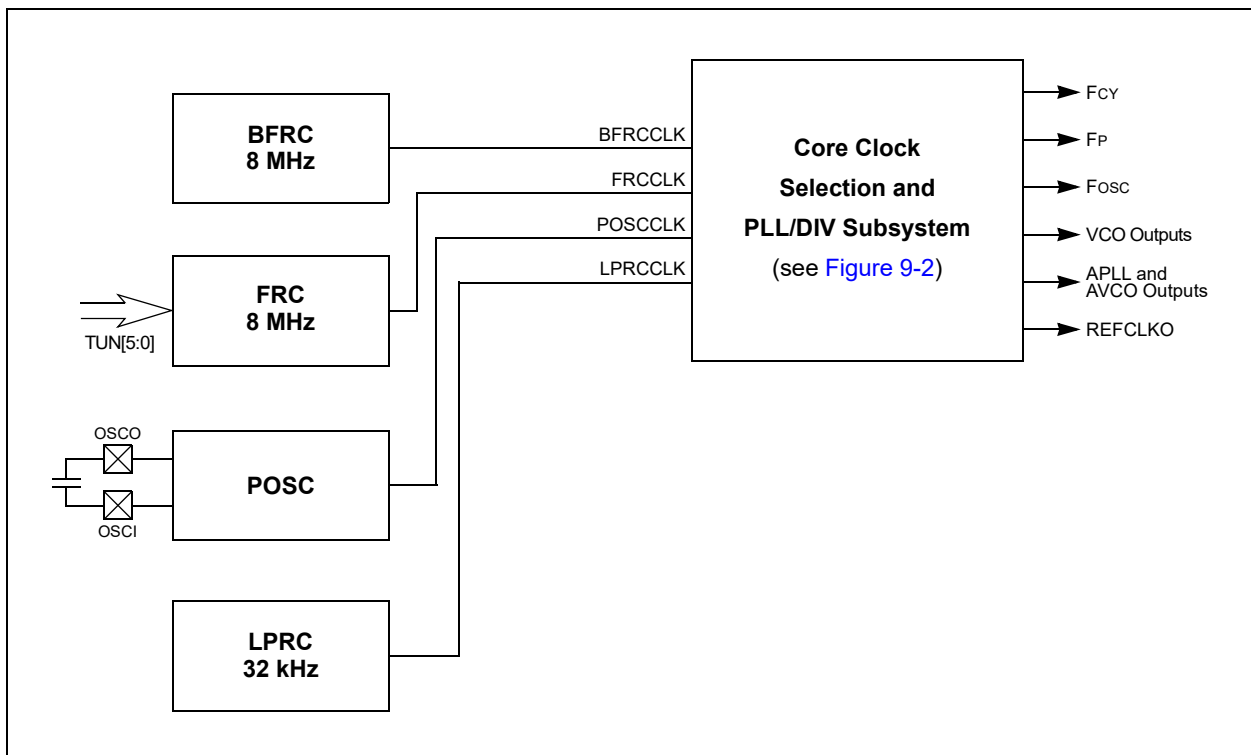 BFRC
8 MHz
BFRCCLK
FRCCLK
POSCCLK
LPRCCLK
FRC
8 MHz
TUN[5:0]
OSCO
OSCI
POSC
LPRC
32 kHz
Core Clock
Selection and
PLL/DIV Subsystem
(see Figure 9-2)
FCY
FP
FOSC
VCO Outputs
APLL and
AVCO Outputs
REFCLKO